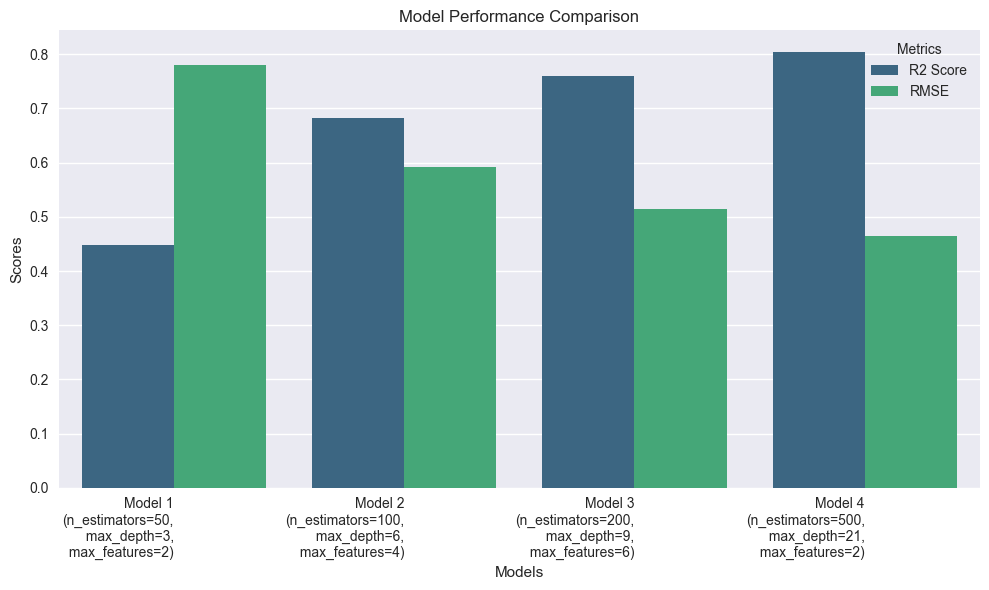 Model Performance Comparison
Metrics
R2 Score
RMSE
Scores
0.8
0.7
0.6
0.5
0.4
0.3
0.2
0.1
0.0
Model 1
(n_estimators=50,
max_depth=3,
max_features=2)
Model 2
(n_estimators=100,
max_depth=6,
max_features=4)
Model 3
(n_estimators=200,
max_depth=9,
max_features=6)
Model 4
(n_estimators=500,
max_depth=21,
max_features=2)
Models